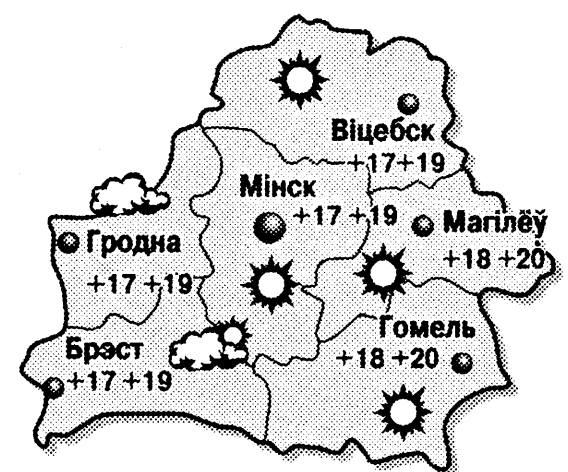 Віцебск
+17+19
Мінск
+17 +19
Магілёў
+18 +20
Гродна
+17 +19
Гомель
+18 +20
Брэст
+17 +19